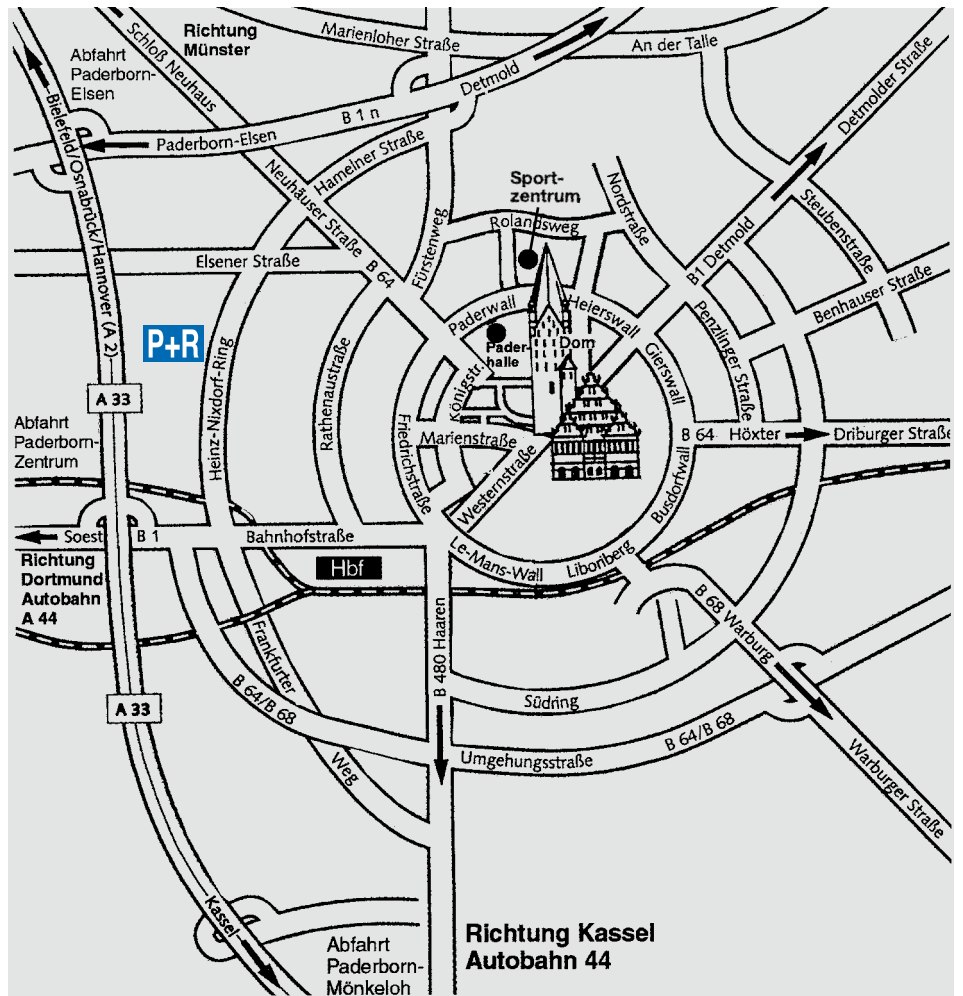 Richtung
Münster
Schloß Neuhaus
Marienloher Straße
An der Talle
Abfahrt
Paderborn-
Elsen
Detmold
Detmolder Straße
B 1 n
Paderborn-Elsen
Bielefeld/Osnabrück/Hannover (A 2)
Hamelner Straße
Neuhäuser Straße
B 64
Sport-
zentrum
Nordstraße
Rolandsweg
Fürstenweg
Steubenstraße
B1 Detmold
Elsener Straße
Benhauser Straße
Paderwall
Heierswall
Penzlinger Straße
P+R
Pader-
halle
Dom
Gierswall
Heinz-Nixdorf-Ring
Rathenaustraße
Königstr.
A 33
Friedrichstraße
Marienstraße
Westernstraße
B 64 Höxter
Driburger Straße
Abfahrt
Paderborn-
Zentrum
Busdorfwall
Soest
B 1
Bahnhofstraße
Le-Mans-Wall
Liboriberg
Hbf
Richtung
Dortmund
Autobahn
A 44
B 68 Warburg
Frankfurter
Weg
B 480 Haaren
B 64/B 68
Südring
A 33
B 64/B 68
Umgehungsstraße
Warburger Straße
Kassel
Abfahrt
Paderborn-
Mönkeloh
Richtung Kassel
Autobahn 44